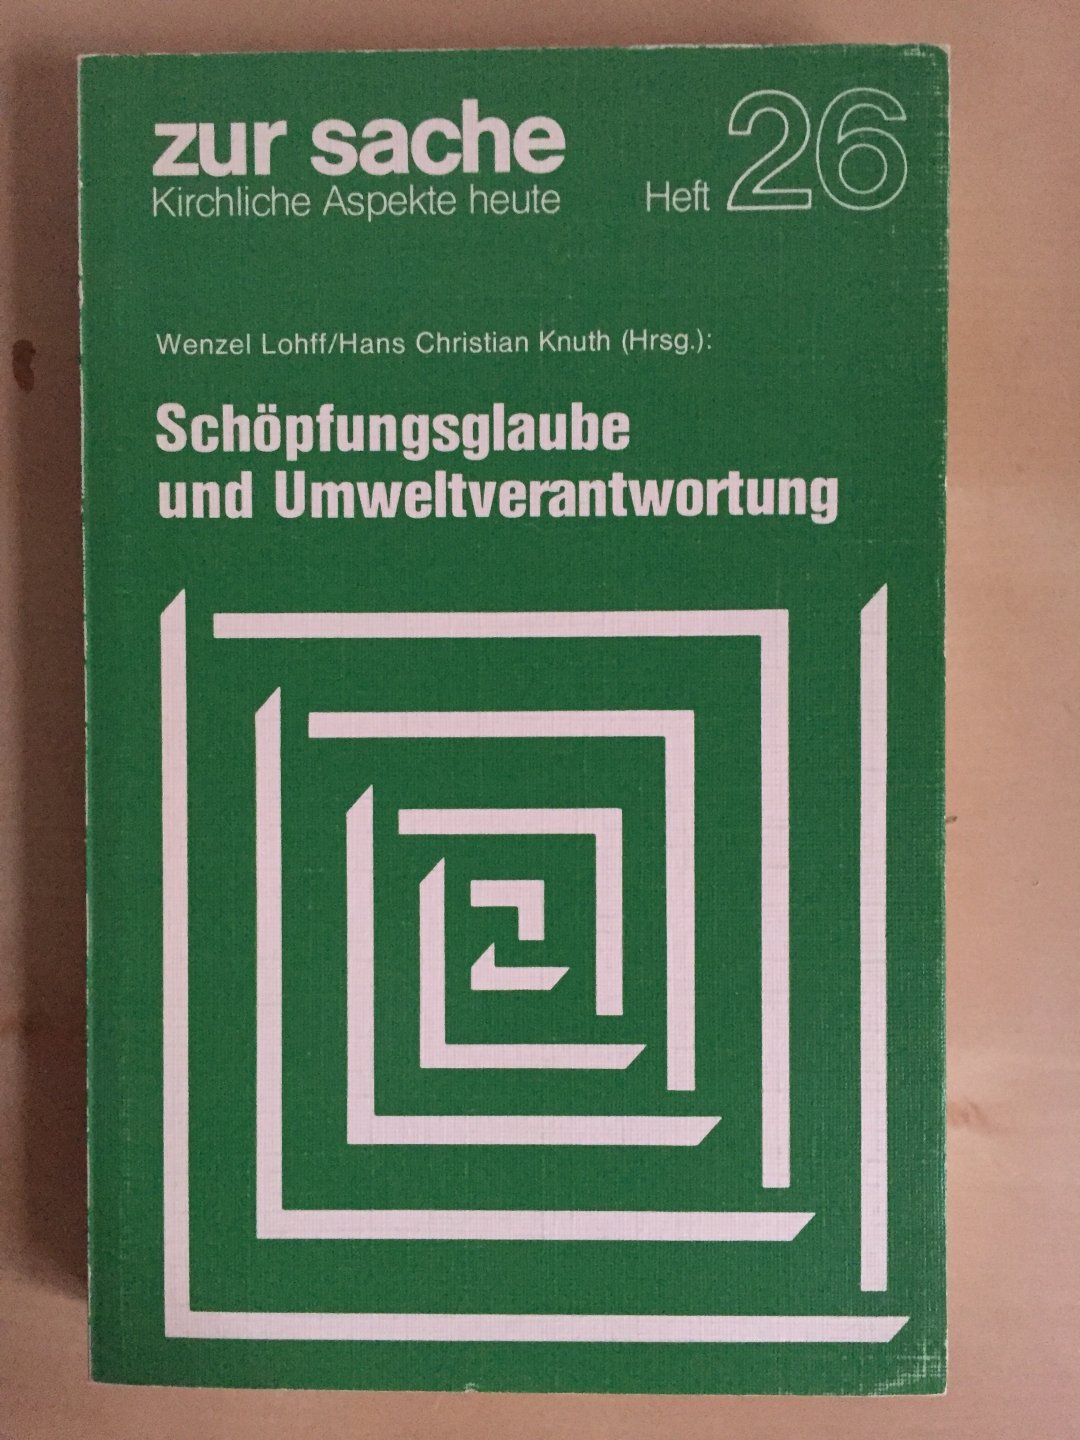 zur sache
Kirchliche Aspekte heute
Heft 26
Wenzel Lohff/Hans Christian Knuth (Hrsg.):
Schöpfungsglaube
und Umweltverantwortung